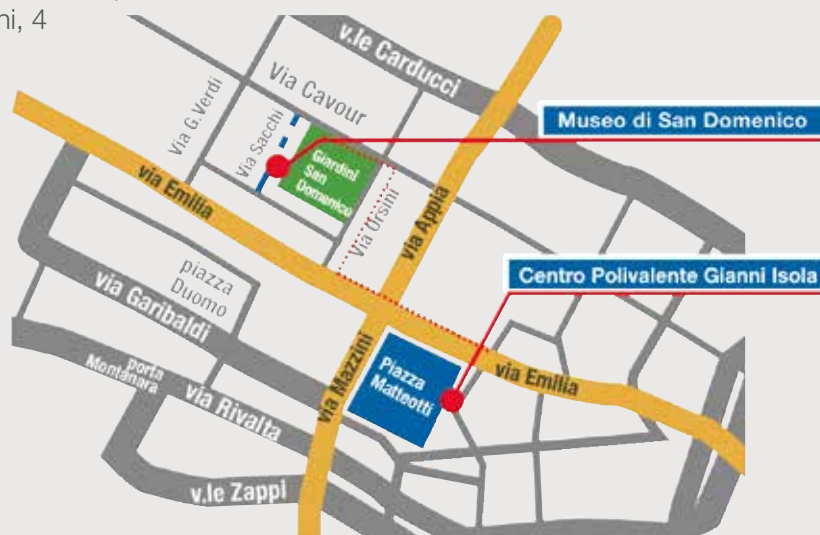 ni, 4
v.le Carducci
Via Cavour
Via G. Verdi
Via Sacchi
Museo di San Domenico
Giardini
San
Domenico
via Emilia
Via Ursini
via Appia
piazza
Duomo
Centro Polivalente Gianni Isola
via Garibaldi
porta
Montanara
via Rivalta
via Mazzini
Piazza
Matteotti
via Emilia
v.le Zappi